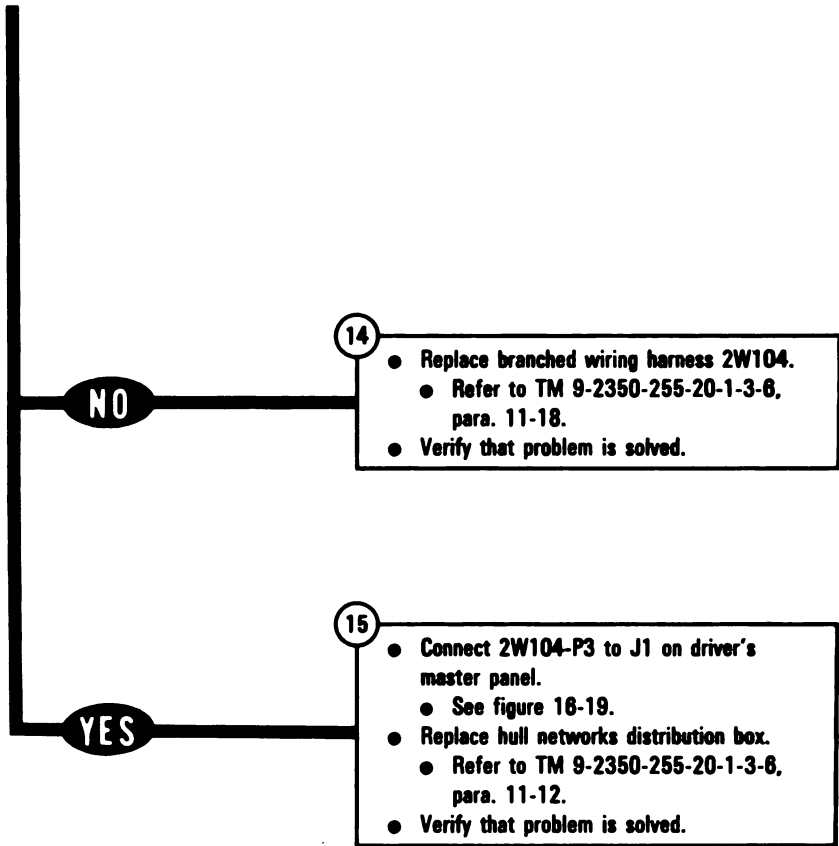 14
● Replace branched wiring harness 2W104.
● Refer to TM 9-2350-255-20-1-3-6,
para. 11-18.
● Verify that problem is solved.
NO
15
● Connect 2W104-P3 to J1 on driver's
master panel.
● See figure 16-19.
● Replace hull networks distribution box.
● Refer to TM 9-2350-255-20-1-3-6,
para. 11-12.
● Verify that problem is solved.
YES